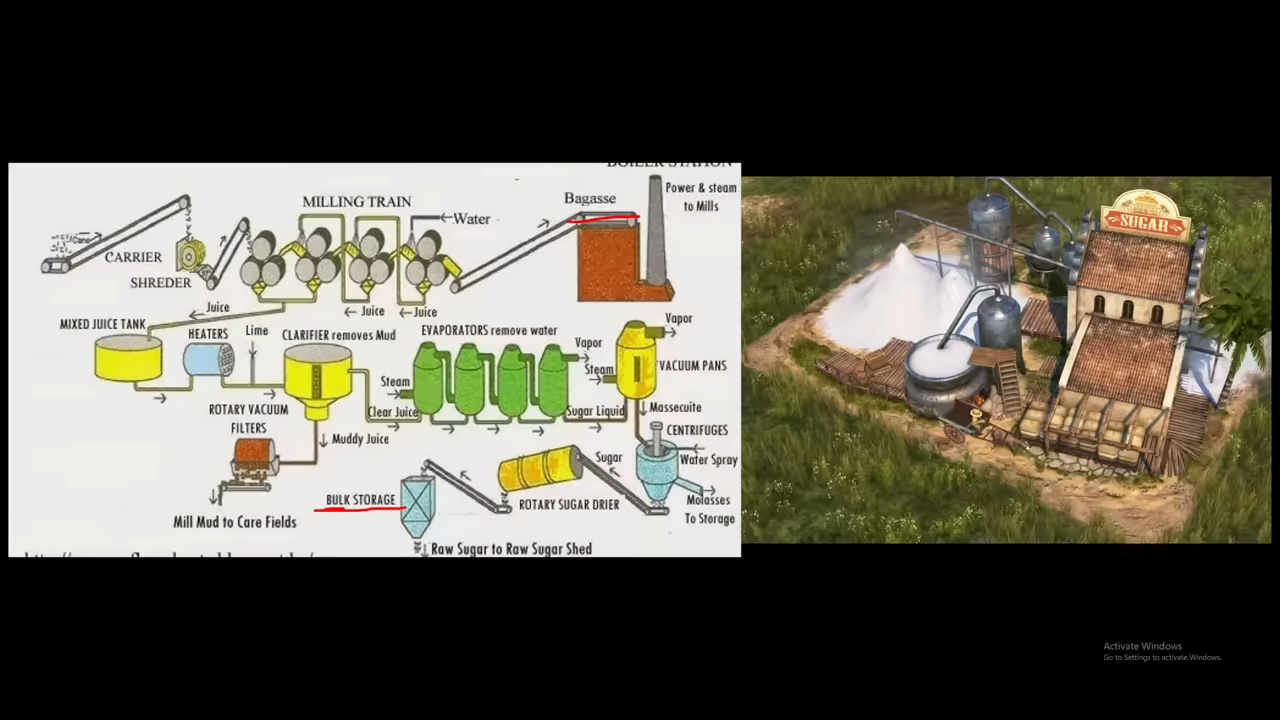 BOILER STATION
Power & steam
to Mills
Bagasse
MILLING TRAIN
Water
Cane
CARRIER
SHREDER
Juice
Juice
Juice
MIXED JUICE TANK
HEATERS
Lime
CLARIFIER removes Mud
EVAPORATORS remove water
Vapor
Vapor
Steam
Steam
VACUUM PANS
Clear Juice
Sugar Liquid
Massecuite
ROTARY VACUUM
FILTERS
Muddy Juice
CENTRIFUGES
Water Spray
Sugar
Molasses
To Storage
BULK STORAGE
ROTARY SUGAR DRIER
Mill Mud to Care Fields
Raw Sugar to Raw Sugar Shed
SUGAR
Activate Windows
Go to Settings to activate Windows.